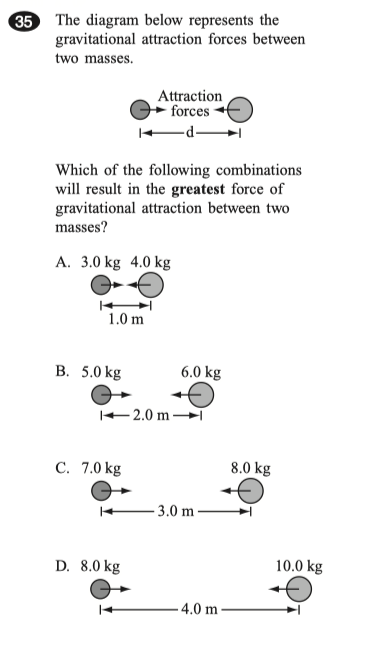 35 The diagram below represents the
gravitational attraction forces between
two masses.
Attraction
forces
d
Which of the following combinations
will result in the greatest force of
gravitational attraction between two
masses?
A. 3.0 kg 4.0 kg
1.0 m
B. 5.0 kg 6.0 kg
2.0 m
C. 7.0 kg 8.0 kg
3.0 m
D. 8.0 kg 10.0 kg
4.0 m